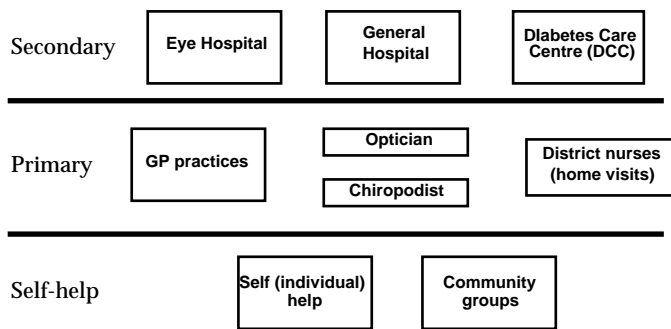 Secondary
Eye Hospital
General
Hospital
DIabetes Care
Centre (DCC)
Primary
GP practices
Optician
Chiropodist
District nurses
(home visits)
Self-help
Self (individual)
help
Community
groups